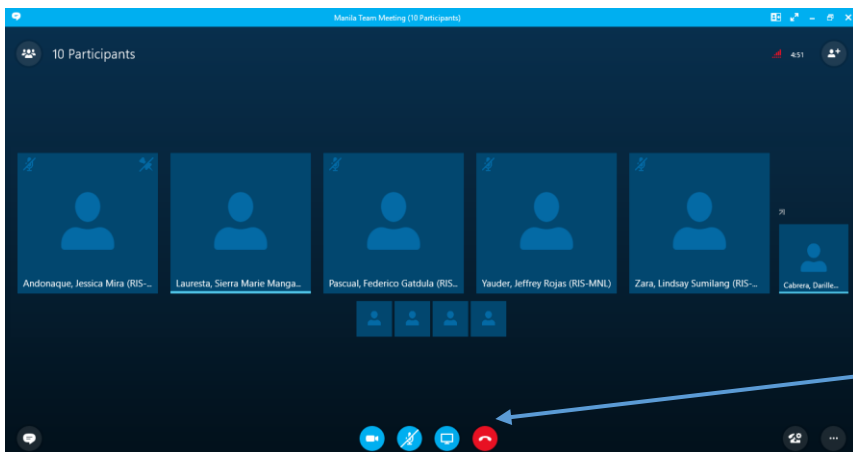 Manila Team Meeting (10 Participants)
10 Participants
4:51
Andonaque, Jessica Mira (RIS-...
Lauresta, Sierra Marie Manga...
Pascual, Federico Gatdula (RIS...
Yauder, Jeffrey Rojas (RIS-MNL)
Zara, Lindsay Sumilang (RIS-...
Cabrera, Darille...